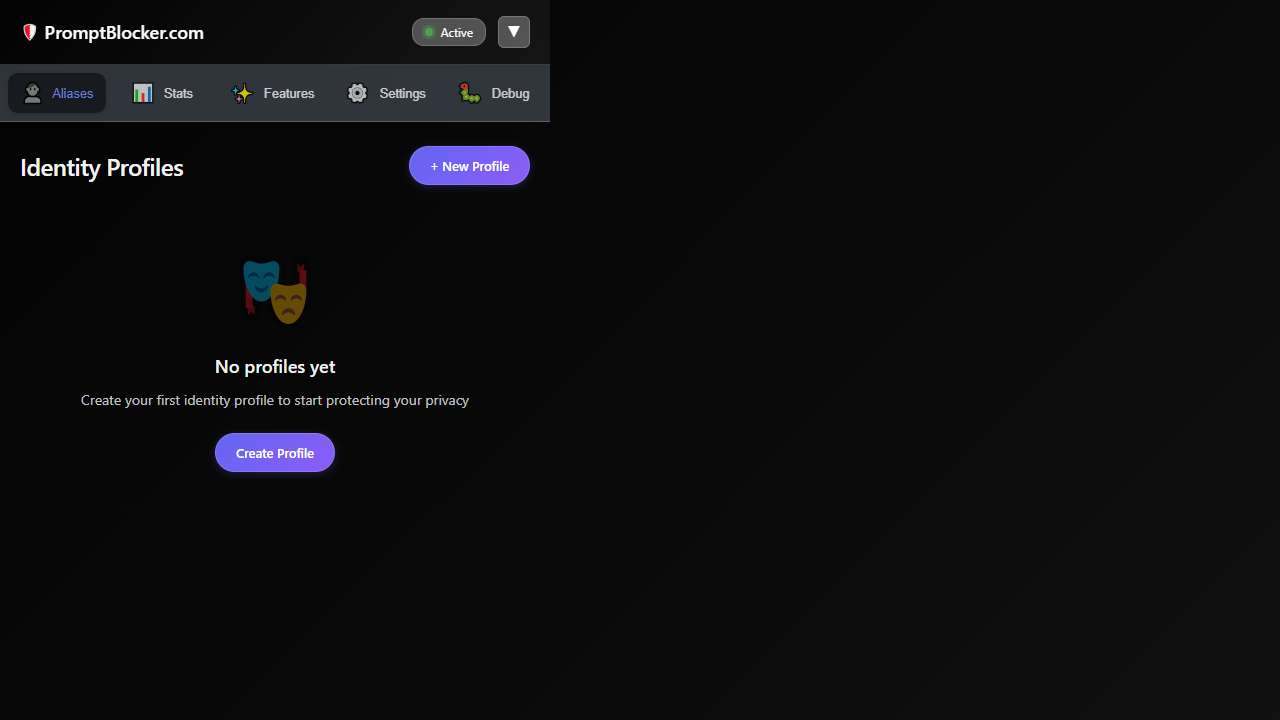 PromptBlocker.com
Active
Aliases
Stats
Features
Settings
Debug
Identity Profiles
+ New Profile
No profiles yet
Create your first identity profile to start protecting your privacy
Create Profile